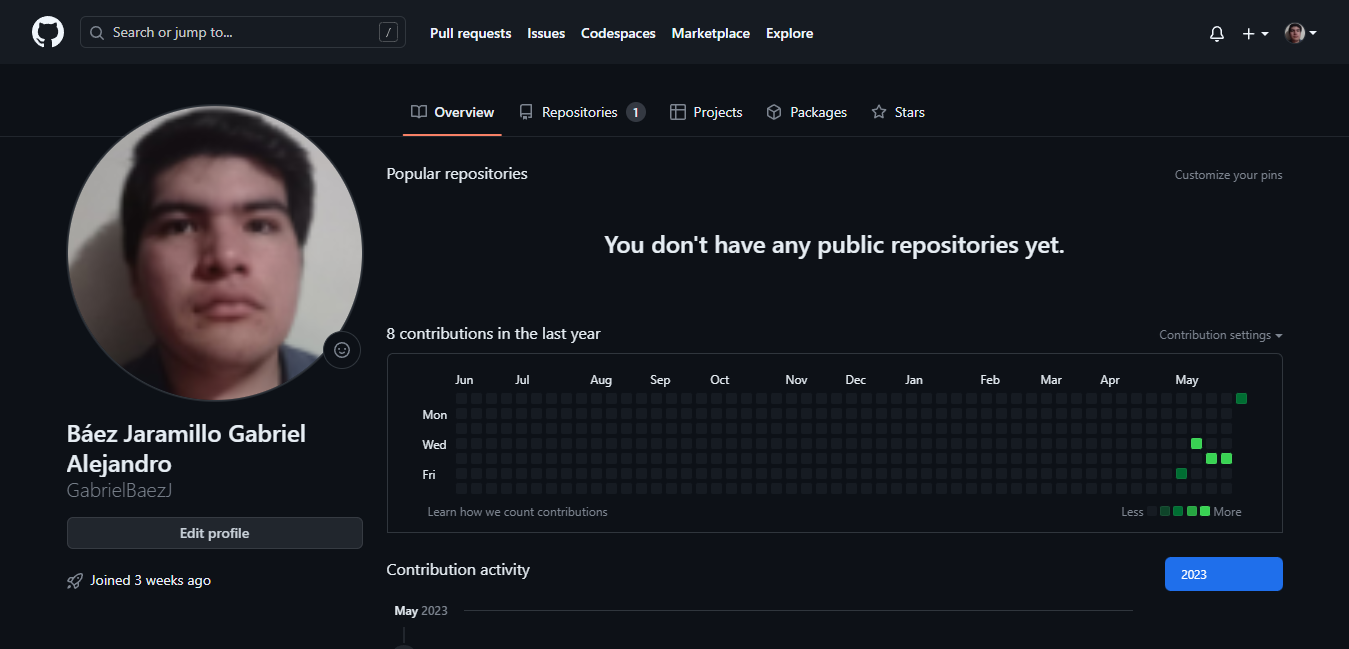 Search or jump to... /
Pull requests Issues Codespaces Marketplace Explore
Overview Repositories 1 Projects Packages Stars
Popular repositories
Customize your pins
You don't have any public repositories yet.
8 contributions in the last year
Contribution settings
Jun Jul Aug Sep Oct Nov Dec Jan Feb Mar Apr May
Mon
Wed
Fri
Learn how we count contributions
Less More
Báez Jaramillo Gabriel
Alejandro
GabrielBaezJ
Edit profile
Joined 3 weeks ago
Contribution activity
2023
May 2023